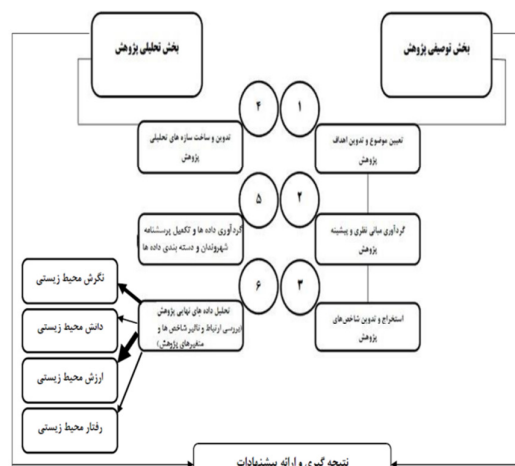 بخش توصیفی پژوهش
بخش تحلیلی پژوهش
۱
۴
تعیین موضوع و تدوین اهداف
پژوهش
تدوین و ساخت سازه های تحلیلی
پژوهش
۲
۵
گردآوری مبانی نظری و پیشینه
پژوهش
گردآوری داده ها و تکمیل پرسشنامه
شهروندان و دسته بندی داده ها
۳
۶
استخراج و تدوین شاخص‌های
پژوهش
تحلیل داده های نهایی پژوهش
(بررسی ارتباط و تاثیر شاخص ها و
متغیرهای پژوهش)
نگرش محیط زیستی
دانش محیط زیستی
ارزش محیط زیستی
رفتار محیط زیستی
نتیجه گیری و ارائه پیشنهادات